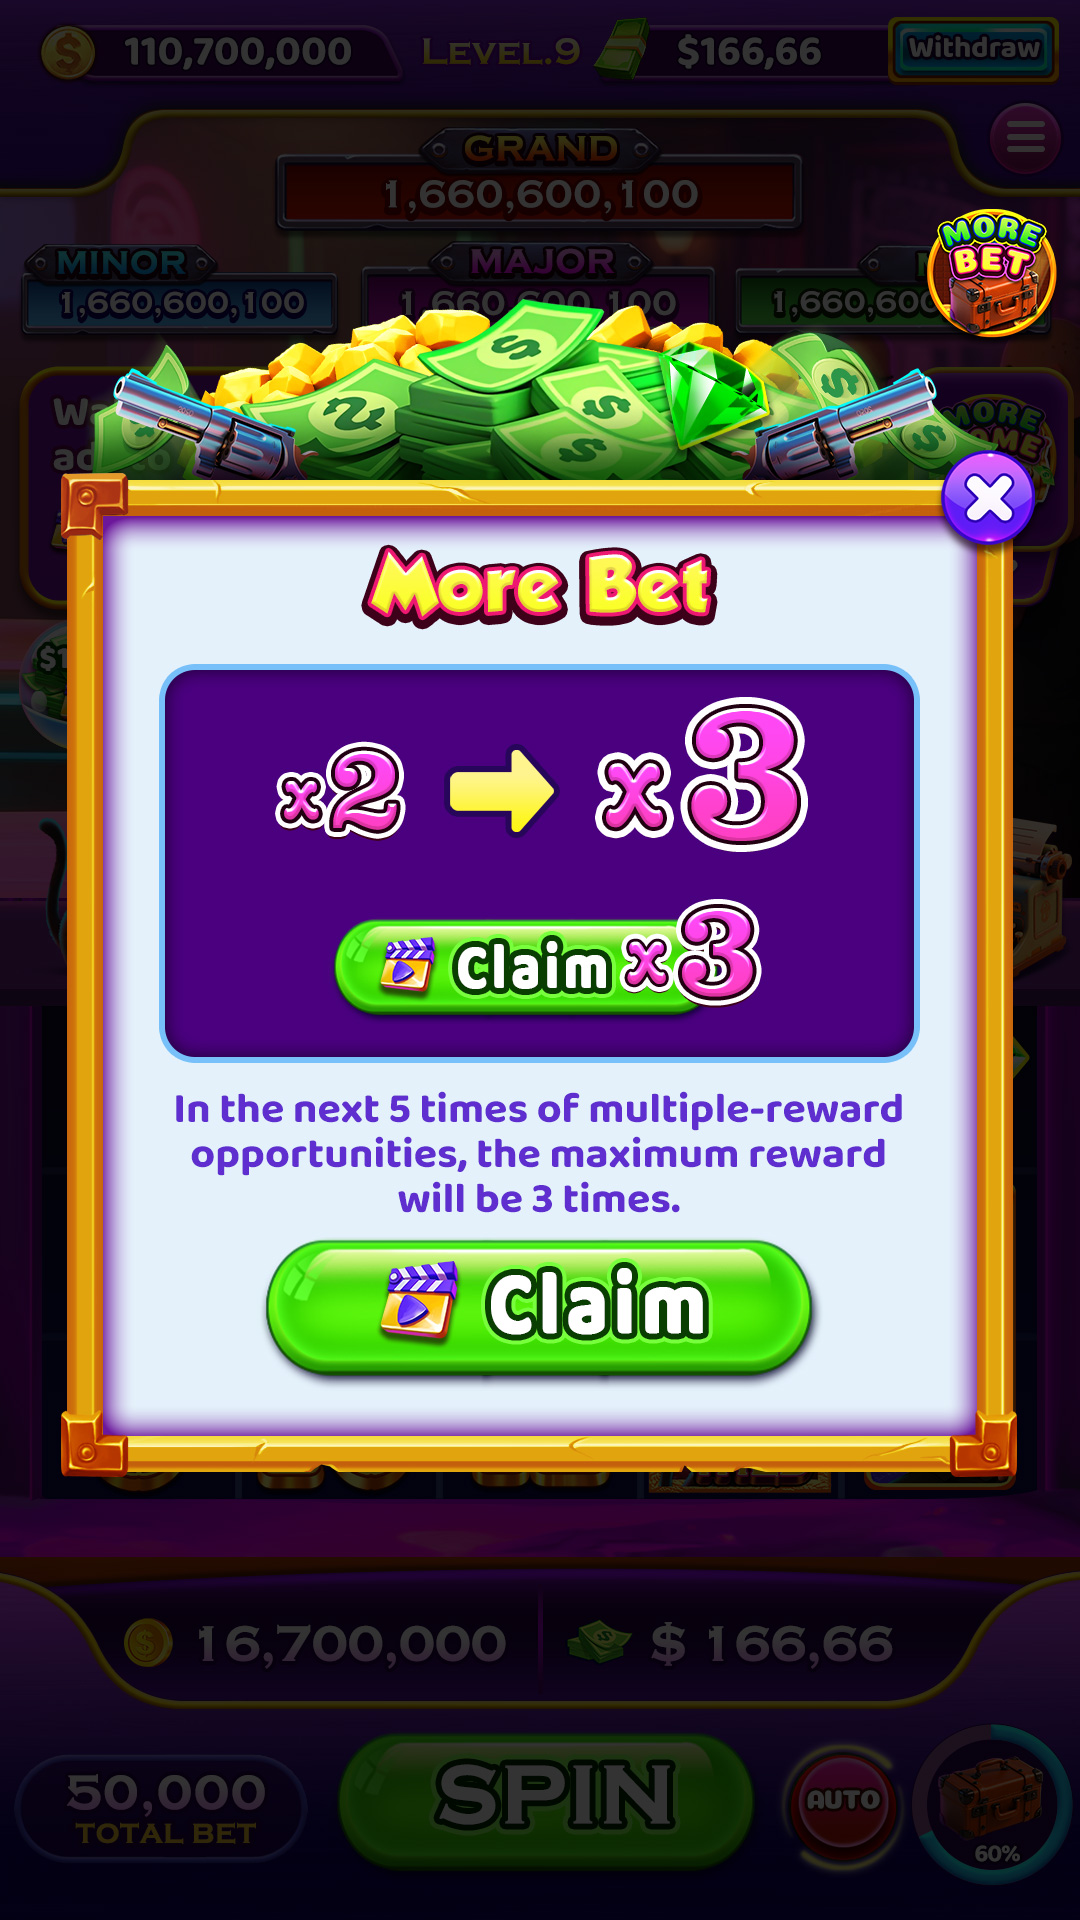 110,700,000
LEVEL.9
$166,66
Withdraw
GRAND
1,660,600,100
MINOR
MAJOR
1,660,600,100
1,660,600,100
1,660,600
MORE
BET
MORE
More Bet
x2
x3
Claim x3
In the next 5 times of multiple-reward
opportunities, the maximum reward
will be 3 times.
Claim
16,700,000
$ 166,66
50,000
TOTAL BET
SPIN
AUTO
60%